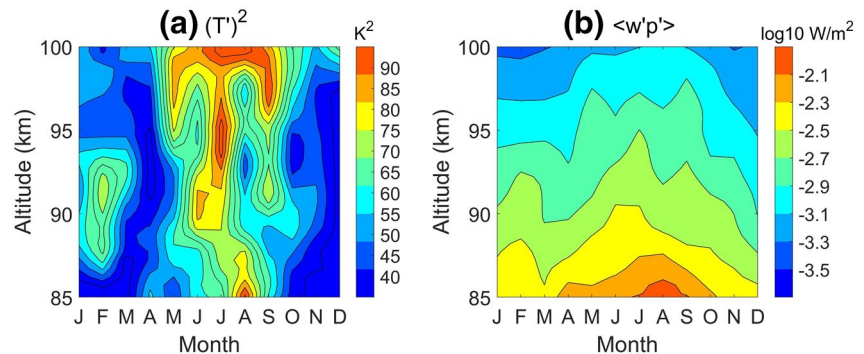 (a) (T')²
K²
100
95
90
85
Altitude (km)
J F M A M J J A S O N D
Month
90
85
80
75
70
65
60
55
50
45
40
(b) <w'p'>
log10 W/m²
100
95
90
85
Altitude (km)
J F M A M J J A S O N D
Month
-2.1
-2.3
-2.5
-2.7
-2.9
-3.1
-3.3
-3.5